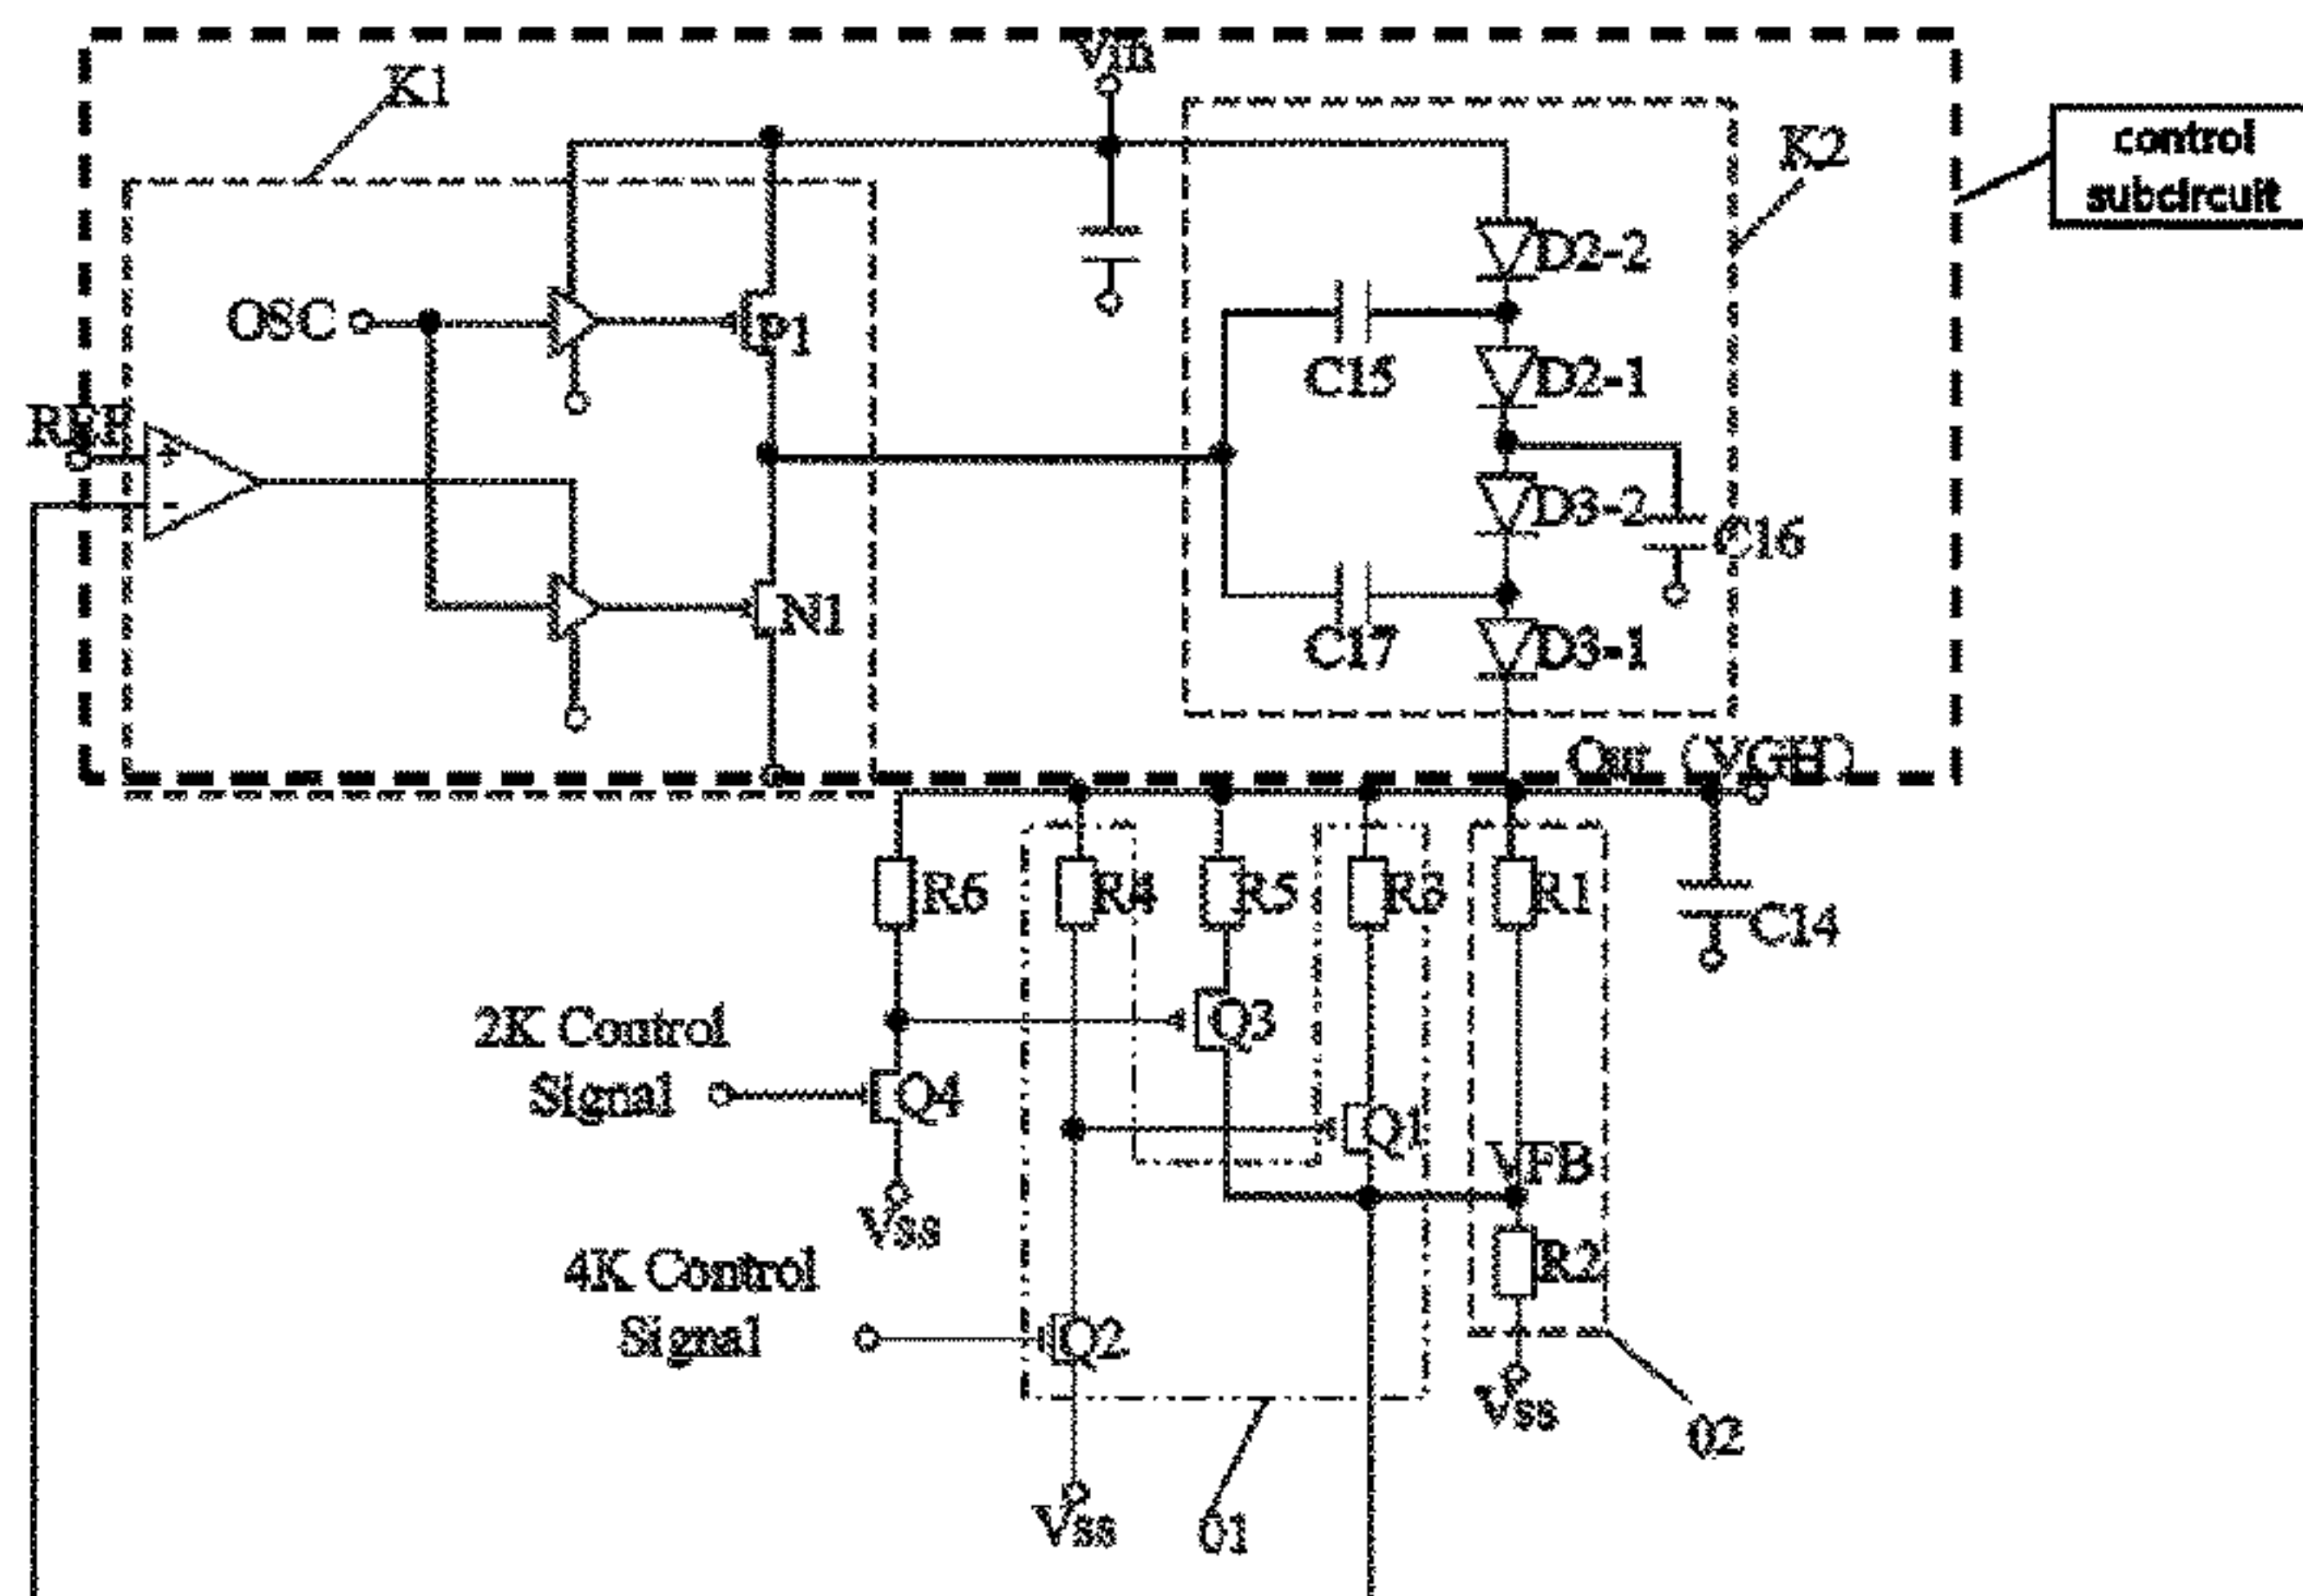 Vin
K1
control
subcircuit
K2
D2-2
OSC
P1
C15
D2-1
REF
+
-
D3-2
C16
N1
C17
D3-1
Out (VGH)
R6
R4
R5
R3
R1
C14
2K Control
Signal
Q3
Q4
Q1
VFB
Vss
4K Control
Signal
R2
Q2
Vss
02
Vss
01